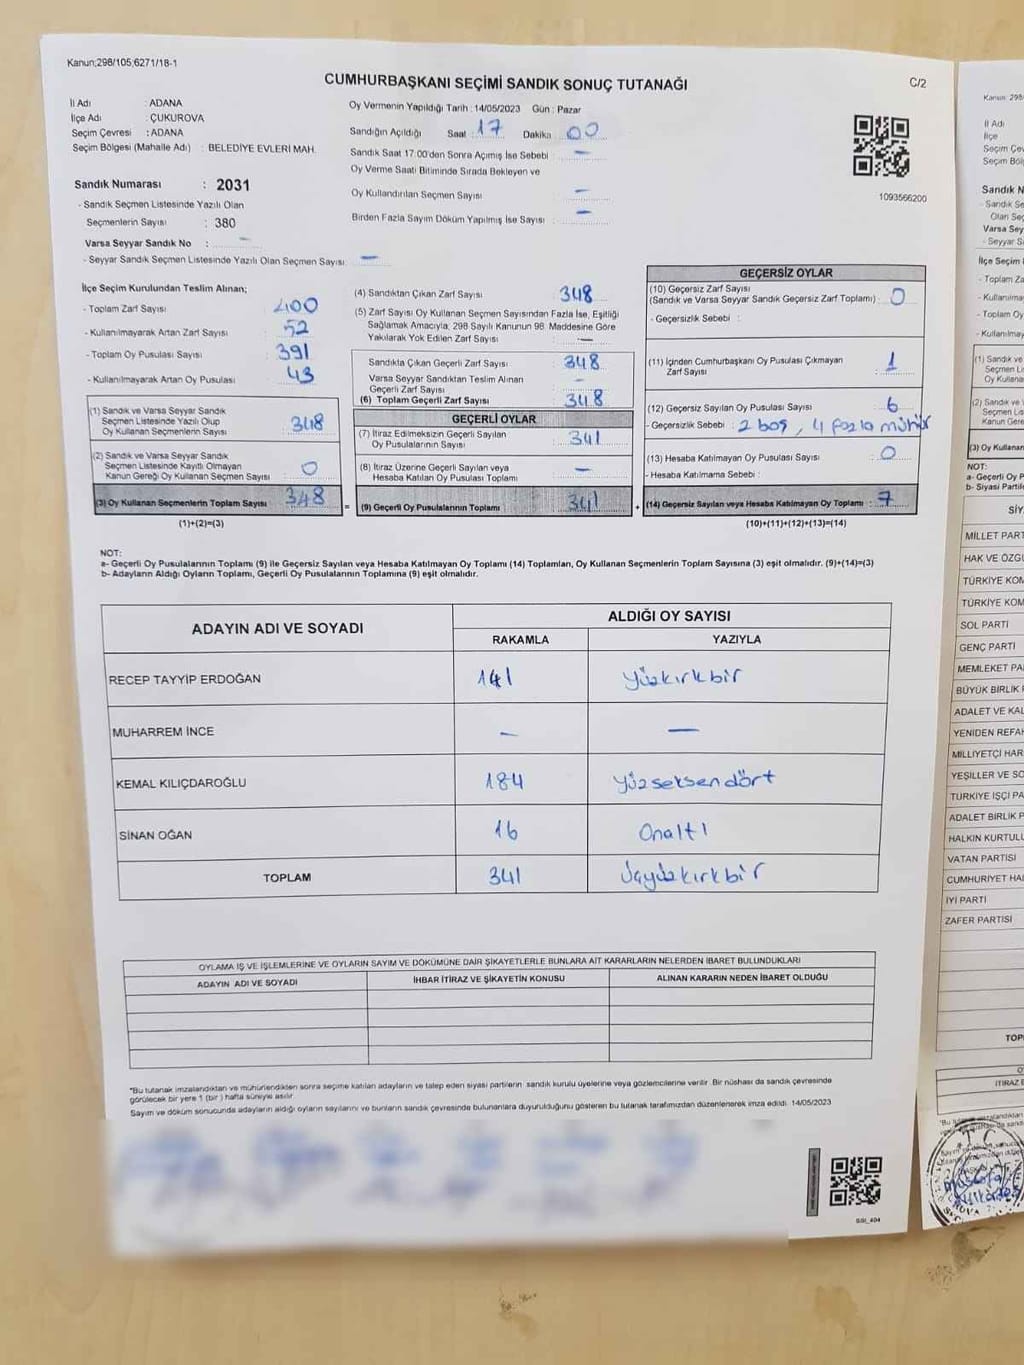 Kanun;298/105;6271/18-1
CUMHURBAŞKANI SEÇİMİ SANDIK SONUÇ TUTANAĞI
C/2
İl Adı : ADANA
İlçe Adı : ÇUKUROVA
Seçim Çevresi : ADANA
Seçim Bölgesi (Mahalle Adı) : BELEDİYE EVLERİ MAH.
Sandık Numarası : 2031
- Sandık Seçmen Listesinde Yazılı Olan
Seçmenlerin Sayısı : 380
Varsa Seyyar Sandık No : –
- Seyyar Sandık Seçmen Listesinde Yazılı Olan Seçmen Sayısı: –
Oy Vermenin Yapıldığı Tarih : 14/05/2023 Gün : Pazar
Sandığın Açıldığı Saat : 17 Dakika : 00
Sandık Saat 17:00'den Sonra Açımış İse Sebebi : –
Oy Verme Saati Bitiminde Sırada Bekleyen ve
Oy Kullandırılan Seçmen Sayısı : –
Birden Fazla Sayım Döküm Yapılmış İse Sayısı : –
1093566200
İlçe Seçim Kurulundan Teslim Alınan;
- Toplam Zarf Sayısı : 400
- Kullanılmayarak Artan Zarf Sayısı : 52
- Toplam Oy Pusulası Sayısı : 391
- Kullanılmayarak Artan Oy Pusulası : 43
(1) Sandık ve Varsa Seyyar Sandık
Seçmen Listesinde Yazılı Olup
Oy Kullanan Seçmenlerin Sayısı : 348
(2) Sandık ve Varsa Seyyar Sandık
Seçmen Listesinde Kayıtlı Olmayan
Kanun Gereği Oy Kullanan Seçmen Sayısı : 0
(3) Oy Kullanan Seçmenlerin Toplam Sayısı : 348
(1)+(2)=(3)
(4) Sandıktan Çıkan Zarf Sayısı : 348
(5) Zarf Sayısı Oy Kullanan Seçmen Sayısından Fazla İse, Eşitliği
Sağlamak Amacıyla, 298 Sayılı Kanunun 98. Maddesine Göre
Yakılarak Yok Edilen Zarf Sayısı : –
Sandıkta Çıkan Geçerli Zarf Sayısı : 348
Varsa Seyyar Sandıktan Teslim Alınan
Geçerli Zarf Sayısı : –
(6) Toplam Geçerli Zarf Sayısı : 348
GEÇERLİ OYLAR
(7) İtiraz Edilmeksizin Geçerli Sayılan
Oy Pusulalarının Sayısı : 341
(8) İtiraz Üzerine Geçerli Sayılan veya
Hesaba Katılan Oy Pusulası Toplamı : –
= (9) Geçerli Oy Pusulalarının Toplamı : 341
GEÇERSİZ OYLAR
(10) Geçersiz Zarf Sayısı
(Sandık ve Varsa Seyyar Sandık Geçersiz Zarf Toplamı) : 0
- Geçersizlik Sebebi :
(11) İçinden Cumhurbaşkanı Oy Pusulası Çıkmayan
Zarf Sayısı : 1
(12) Geçersiz Sayılan Oy Pusulası Sayısı : 6
- Geçersizlik Sebebi : 2 boş, 4 fazla mühür
(13) Hesaba Katılmayan Oy Pusulası Sayısı : 0
- Hesaba Katılmama Sebebi :
+ (14) Geçersiz Sayılan veya Hesaba Katılmayan Oy Toplamı : 7
(10)+(11)+(12)+(13)=(14)
NOT:
a- Geçerli Oy Pusulalarının Toplamı (9) ile Geçersiz Sayılan veya Hesaba Katılmayan Oy Toplamı (14) Toplamları, Oy Kullanan Seçmenlerin Toplam Sayısına (3) eşit olmalıdır. (9)+(14)=(3)
b- Adayların Aldığı Oyların Toplamı, Geçerli Oy Pusulalarının Toplamına (9) eşit olmalıdır.
ADAYIN ADI VE SOYADI ALDIĞI OY SAYISI
RAKAMLA YAZIYLA
RECEP TAYYİP ERDOĞAN 141 Yüzkırkbir
MUHARREM İNCE – –
KEMAL KILIÇDAROĞLU 184 Yüzseksendört
SİNAN OĞAN 16 Onaltı
TOPLAM 341 Üçyüzkırkbir
OYLAMA İŞ VE İŞLEMLERİNE VE OYLARIN SAYIM VE DÖKÜMÜNE DAİR ŞİKAYETLERLE BUNLARA AİT KARARLARIN NELERDEN İBARET BULUNDUKLARI
ADAYIN ADI VE SOYADI İHBAR İTİRAZ VE ŞİKAYETİN KONUSU ALINAN KARARIN NEDEN İBARET OLDUĞU
"Bu tutanak imzalandıktan ve mühürlendikten sonra seçime katılan adayların ve talep eden siyasi partilerin sandık kurulu üyelerine veya gözlemcilerine verilir. Bir nüshası da sandık çevresinde
görülecek bir yere 1 (bir) hafta süreyle asılır.
Sayım ve döküm sonucunda adayların aldığı oyların sayılarını ve bunların sandık çevresinde bulunanlara duyurulduğunu gösteren bu tutanak tarafımızdan düzenlenerek imza edildi. 14/05/2023
Kanun 298
İl Adı
İlçe
Sandık N
Varsa Sey
- Seyyar
İlçe Seçim
- Toplam Za
- Kullanılma
- Toplam Oy
- Kullanılmay
(1) Sandık ve
Seçmen Lis
Oy Kullanan
(2) Sandık ve
Seçmen List
Kanun Gere
(3) Oy Kullanan
NOT:
a- Geçerli Oy P
b- Siyasi Partile
SİY
MİLLET PART
HAK VE ÖZG
TÜRKİYE KOM
TÜRKİYE KOM
SOL PARTİ
GENÇ PARTİ
MEMLEKET PA
BÜYÜK BİRLİK
ADALET VE KAL
YENİDEN REFAH
MİLLİYETÇİ HAR
YEŞİLLER VE SO
TÜRKİYE İŞÇİ PA
ADALET BİRLİK P
HALKIN KURTULU
VATAN PARTİSİ
CUMHURİYET HAL
İYİ PARTİ
ZAFER PARTİSİ
TOP
İTİRAZ E